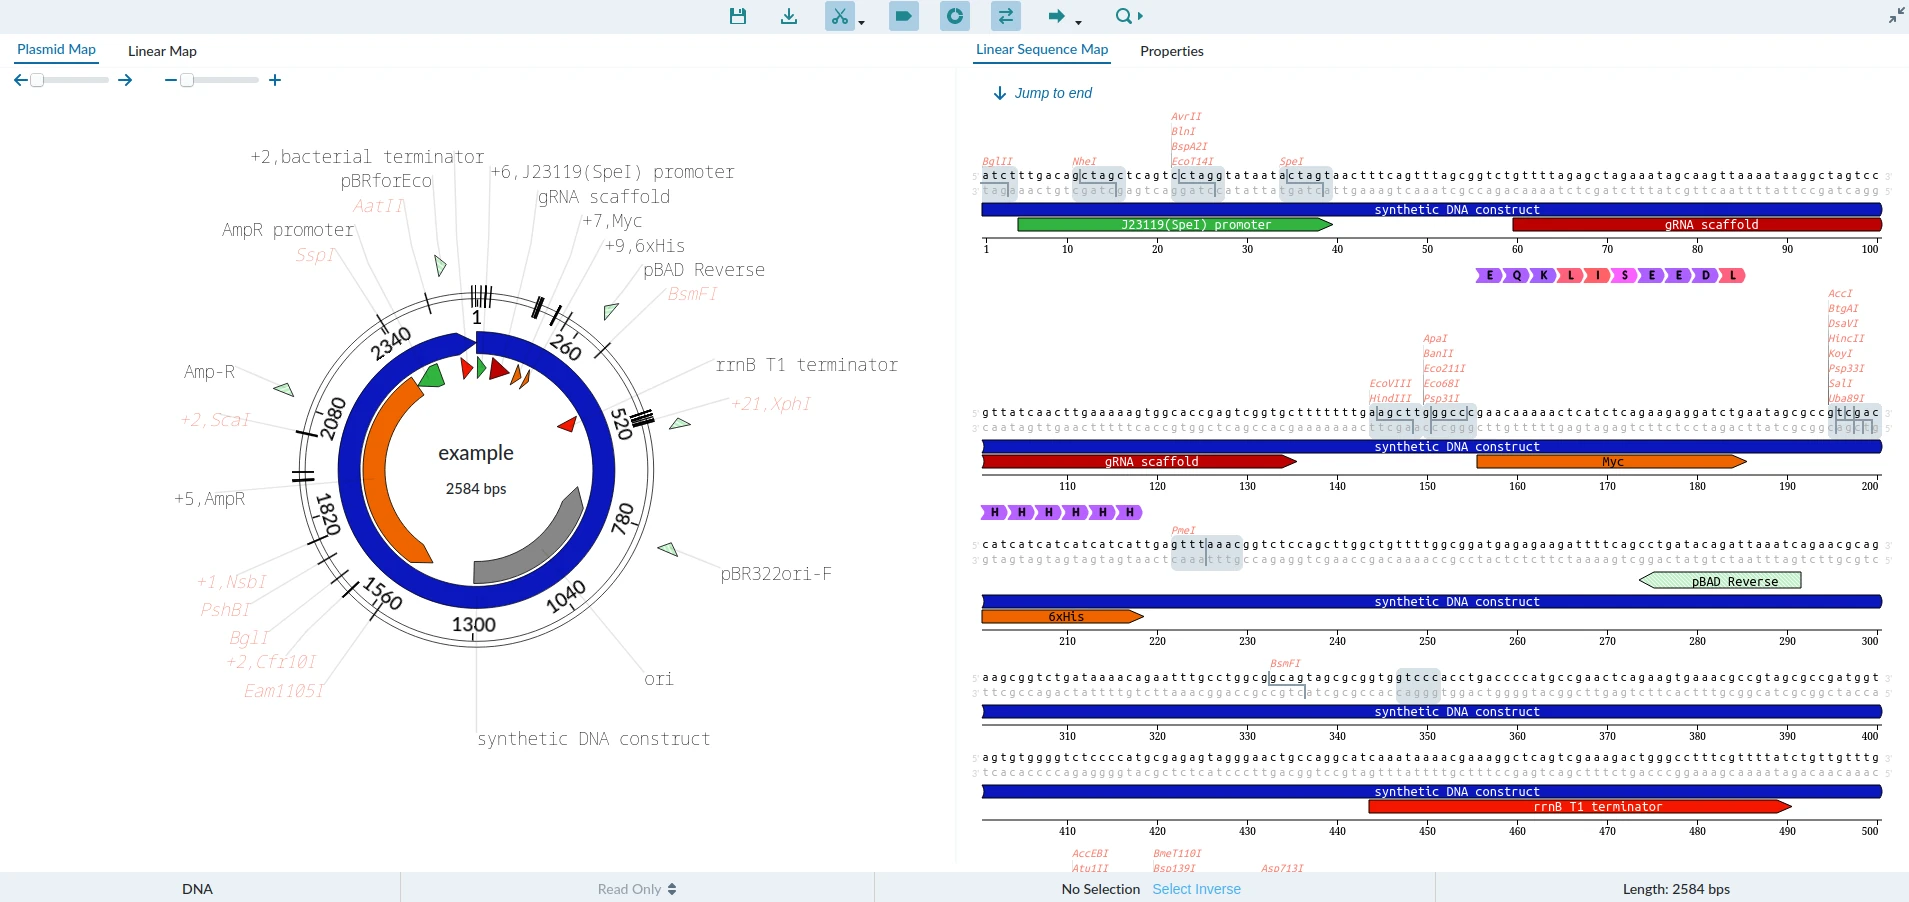 Plasmid Map
Linear Map
Linear Sequence Map
Properties
+2,bacterial terminator
pBRforEco
AatII
AmpR promoter
SspI
+6,J23119(SpeI) promoter
gRNA scaffold
+7,Myc
+9,6xHis
pBAD Reverse
BsmFI
rrnB T1 terminator
+21,XphI
Amp-R
+2,ScaI
+5,AmpR
+1,NsbI
PshBI
BglI
+2,Cfr10I
Eam1105I
pBR322ori-F
ori
synthetic DNA construct
1
260
520
780
1040
1300
1560
1820
2080
2340
example
2584 bps
Jump to end
AvrII
BlnI
BspA2I
BglII NheI EcoT14I SpeI
synthetic DNA construct
J23119(SpeI) promoter gRNA scaffold
1 10 20 30 40 50 60 70 80 90 100
E Q K L I S E E D L
AccI
BtgAI
DsaVI
HincII
ApaI
BanII KoyI
Eco211I Psp33I
EcoVIII Eco68I SalI
HindIII Psp31I Uba89I
synthetic DNA construct
gRNA scaffold Myc
110 120 130 140 150 160 170 180 190 200
H H H H H H
PmeI
catcatcatcatcatcattgagtttaaacggtctccagcttggctgttttggcggatgagagaagattttcagcctgatacagattaaatcagaacgcag
pBAD Reverse
synthetic DNA construct
6xHis
210 220 230 240 250 260 270 280 290 300
BsmFI
aagcggtctgataaaacagaatttgcctggcggcagtagcgcggtggtcccacctgaccccatgccgaactcagaagtgaaacgccgtagcgccgatggt
synthetic DNA construct
310 320 330 340 350 360 370 380 390 400
agtgtggggtctccccatgcgagagtagggaactgccaggcatcaaataaaacgaaaggctcagtcgaaagactgggcctttcgttttatctgttgtttg
synthetic DNA construct
rrnB T1 terminator
410 420 430 440 450 460 470 480 490 500
AccEBI BmeT110I
Atu1II Bsp139I Asp713I
DNA
Read Only
No Selection Select Inverse
Length: 2584 bps